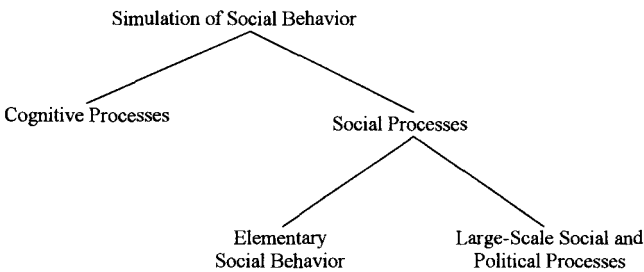 Simulation of Social Behavior
Cognitive Processes
Social Processes
Elementary
Social Behavior
Large-Scale Social and
Political Processes